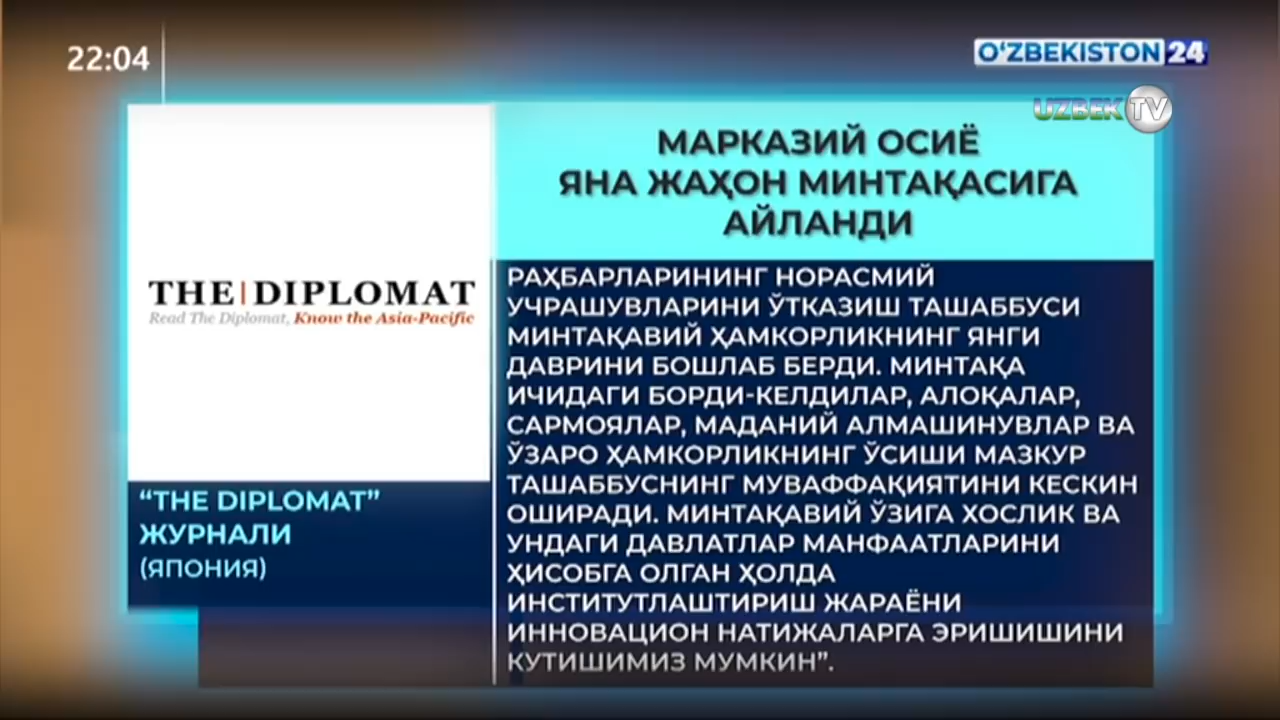 22:04
O‘ZBEKISTON 24
UZBEK TV
МАРКАЗИЙ ОСИЁ
ЯНА ЖАҲОН МИНТАҚАСИГА
АЙЛАНДИ
THE|DIPLOMAT
Read The Diplomat, Know the Asia-Pacific
“THE DIPLOMAT”
ЖУРНАЛИ
(ЯПОНИЯ)
РАҲБАРЛАРИНИНГ НОРАСМИЙ
УЧРАШУВЛАРИНИ ЎТКАЗИШ ТАШАББУСИ
МИНТАҚАВИЙ ҲАМКОРЛИКНИНГ ЯНГИ
ДАВРИНИ БОШЛАБ БЕРДИ. МИНТАҚА
ИЧИДАГИ БОРДИ-КЕЛДИЛАР, АЛОҚАЛАР,
САРМОЯЛАР, МАДАНИЙ АЛМАШИНУВЛАР ВА
ЎЗАРО ҲАМКОРЛИКНИНГ ЎСИШИ МАЗКУР
ТАШАББУСНИНГ МУВАФФАҚИЯТИНИ КЕСКИН
ОШИРАДИ. МИНТАҚАВИЙ ЎЗИГА ХОСЛИК ВА
УНДАГИ ДАВЛАТЛАР МАНФААТЛАРИНИ
ҲИСОБГА ОЛГАН ҲОЛДА
ИНСТИТУТЛАШТИРИШ ЖАРАЁНИ
ИННОВАЦИОН НАТИЖАЛАРГА ЭРИШИШИНИ
КУТИШИМИЗ МУМКИН”.